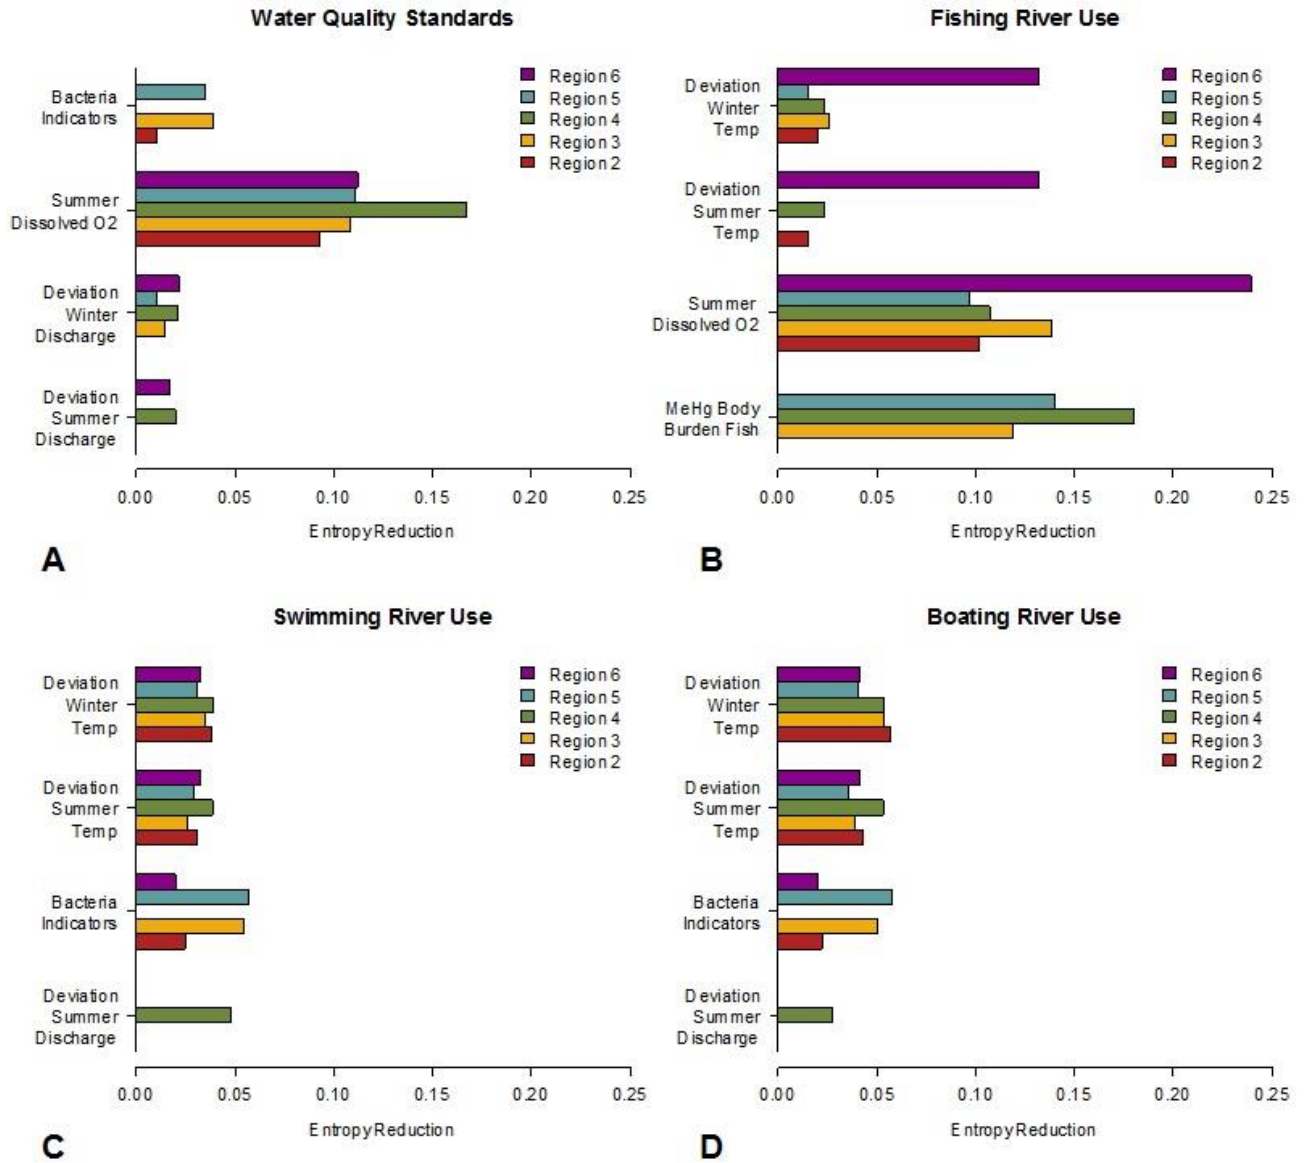 Water Quality Standards
Region 6
Region 5
Region 4
Region 3
Region 2
Bacteria
Indicators
Summer
Dissolved O2
Deviation
Winter
Discharge
Deviation
Summer
Discharge
0.00 0.05 0.10 0.15 0.20 0.25
Entropy Reduction
A
Fishing River Use
Region 6
Region 5
Region 4
Region 3
Region 2
Deviation
Winter
Temp
Deviation
Summer
Temp
Summer
Dissolved O2
MeHg Body
Burden Fish
0.00 0.05 0.10 0.15 0.20 0.25
Entropy Reduction
B
Swimming River Use
Region 6
Region 5
Region 4
Region 3
Region 2
Deviation
Winter
Temp
Deviation
Summer
Temp
Bacteria
Indicators
Deviation
Summer
Discharge
0.00 0.05 0.10 0.15 0.20 0.25
Entropy Reduction
C
Boating River Use
Region 6
Region 5
Region 4
Region 3
Region 2
Deviation
Winter
Temp
Deviation
Summer
Temp
Bacteria
Indicators
Deviation
Summer
Discharge
0.00 0.05 0.10 0.15 0.20 0.25
Entropy Reduction
D